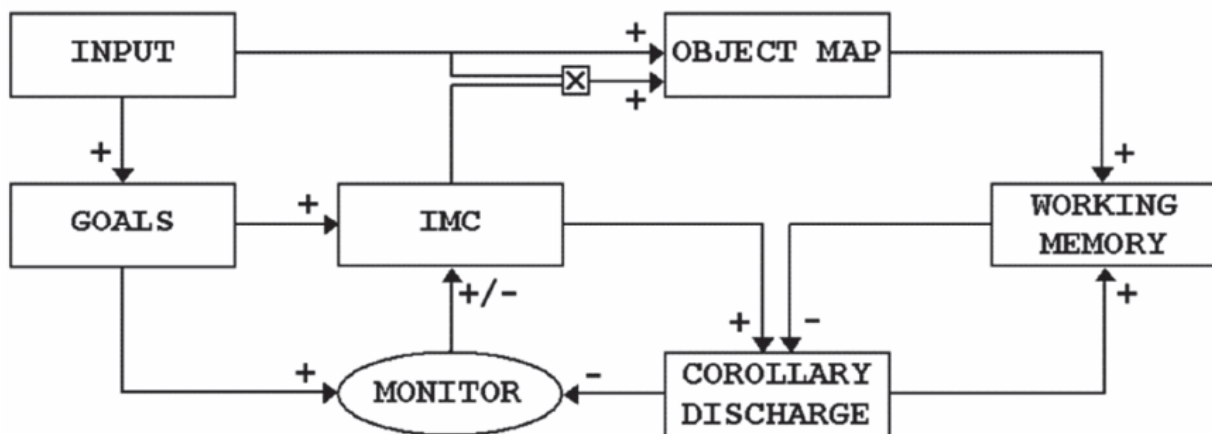 INPUT
+
OBJECT MAP
×
+
+
+
GOALS
+
IMC
WORKING
MEMORY
+/-
+
-
+
+
MONITOR
-
COROLLARY
DISCHARGE